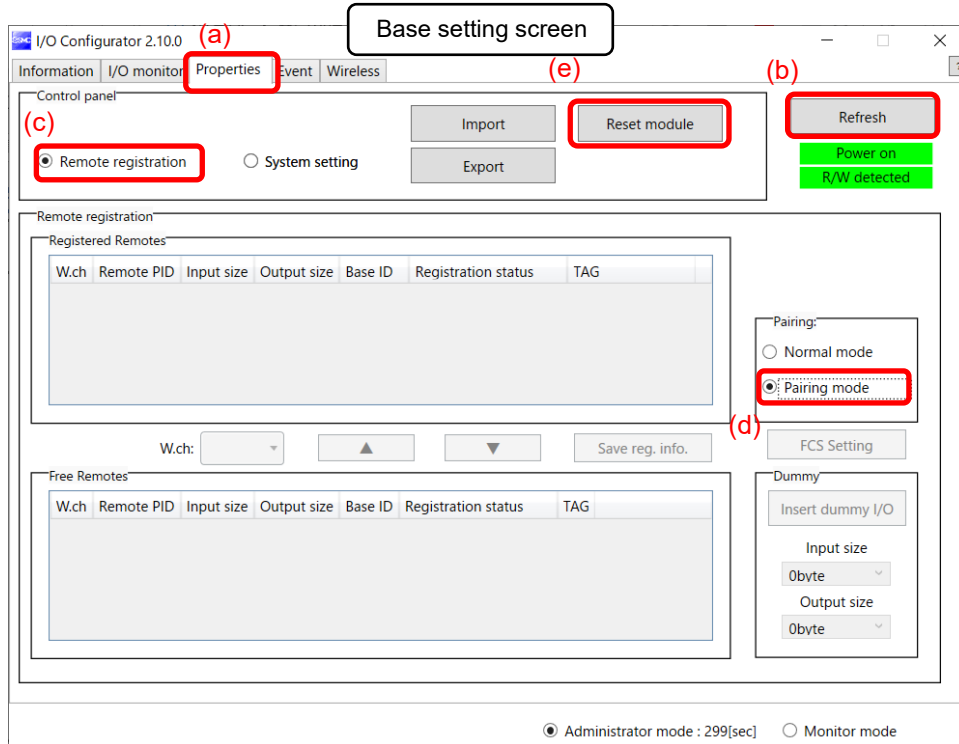 Base setting screen
I/O Configurator 2.10.0
(a)
Information I/O monitor Properties Event Wireless
(e)
(b)
?
Control panel
(c)
Import
Reset module
Refresh
Remote registration
System setting
Export
Power on
R/W detected
Remote registration
Registered Remotes
W.ch Remote PID Input size Output size Base ID Registration status TAG
Pairing:
Normal mode
Pairing mode
(d)
W.ch:
▲
▼
Save reg. info.
FCS Setting
Free Remotes
Dummy
W.ch Remote PID Input size Output size Base ID Registration status TAG
Insert dummy I/O
Input size
0byte
Output size
0byte
Administrator mode : 299[sec]
Monitor mode